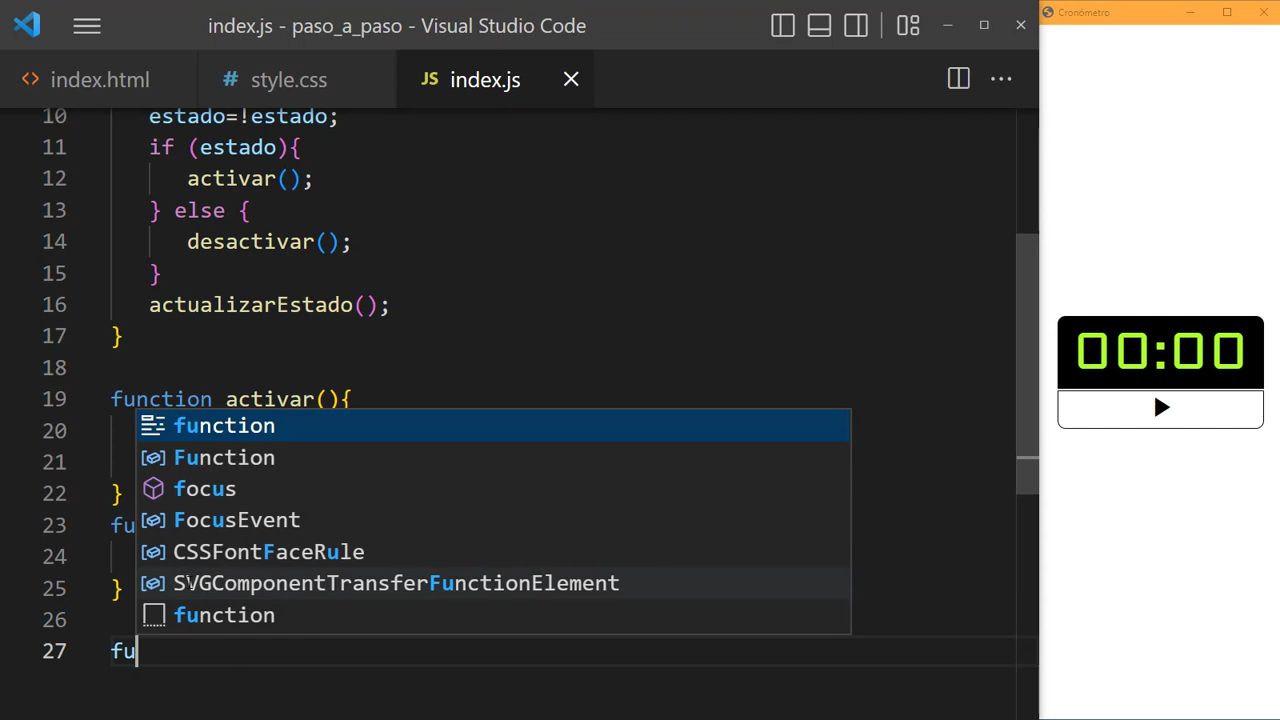 index.js - paso_a_paso - Visual Studio Code
Cronómetro
index.html
style.css
JS index.js
10 estado=!estado;
11 if (estado){
12 activar();
13 } else {
14 desactivar();
15 }
16 actualizarEstado();
17 }
18
19 function activar(){
20
21
22 }
23 fu
24
25 }
26
27 fu
function
Function
focus
FocusEvent
CSSFontFaceRule
SVGComponentTransferFunctionElement
function
00:00